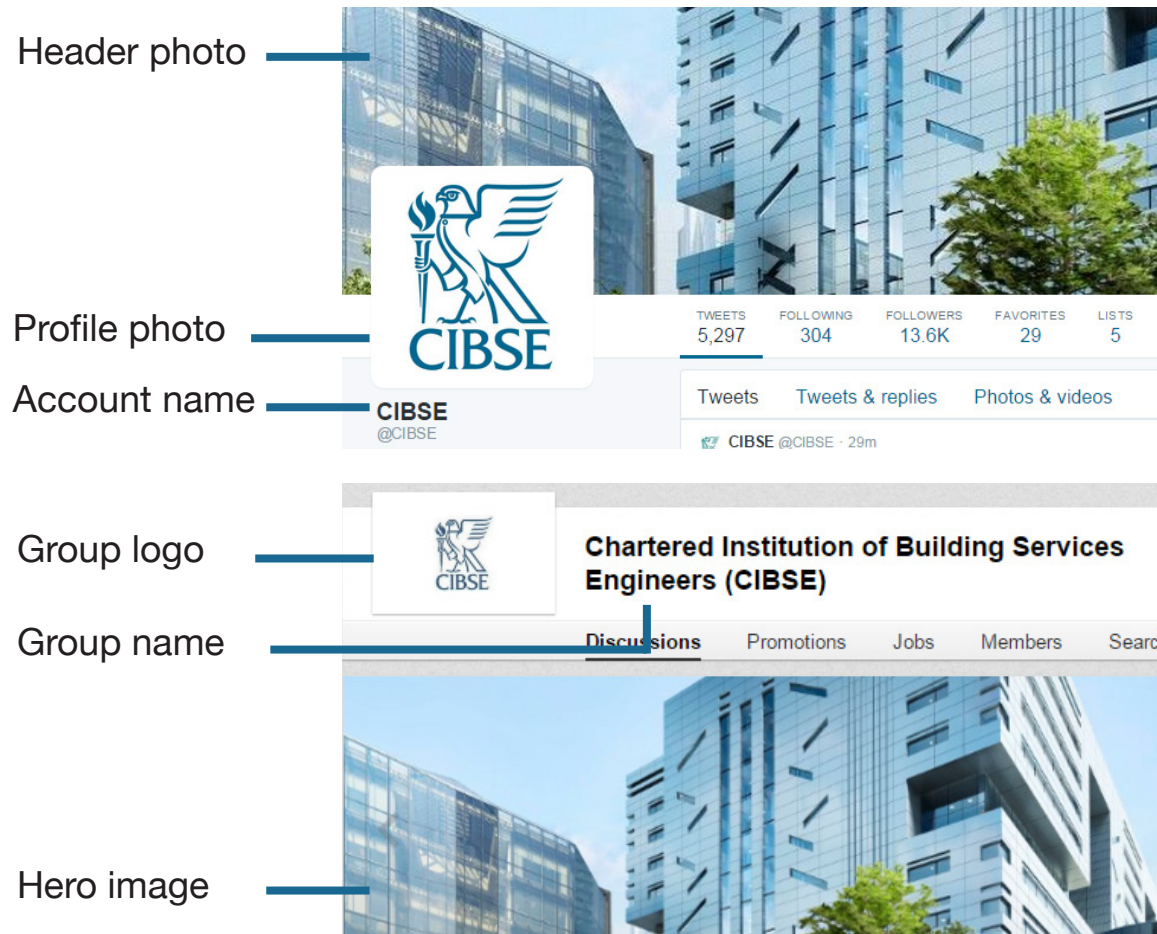 Header photo
CIBSE
Profile photo
TWEETS FOLLOWING FOLLOWERS FAVORITES LISTS
5,297 304 13.6K 29 5
Account name
CIBSE
@CIBSE
Tweets Tweets & replies Photos & videos
CIBSE @CIBSE · 29m
Group logo
CIBSE
Chartered Institution of Building Services
Engineers (CIBSE)
Group name
Discussions Promotions Jobs Members Searc
Hero image